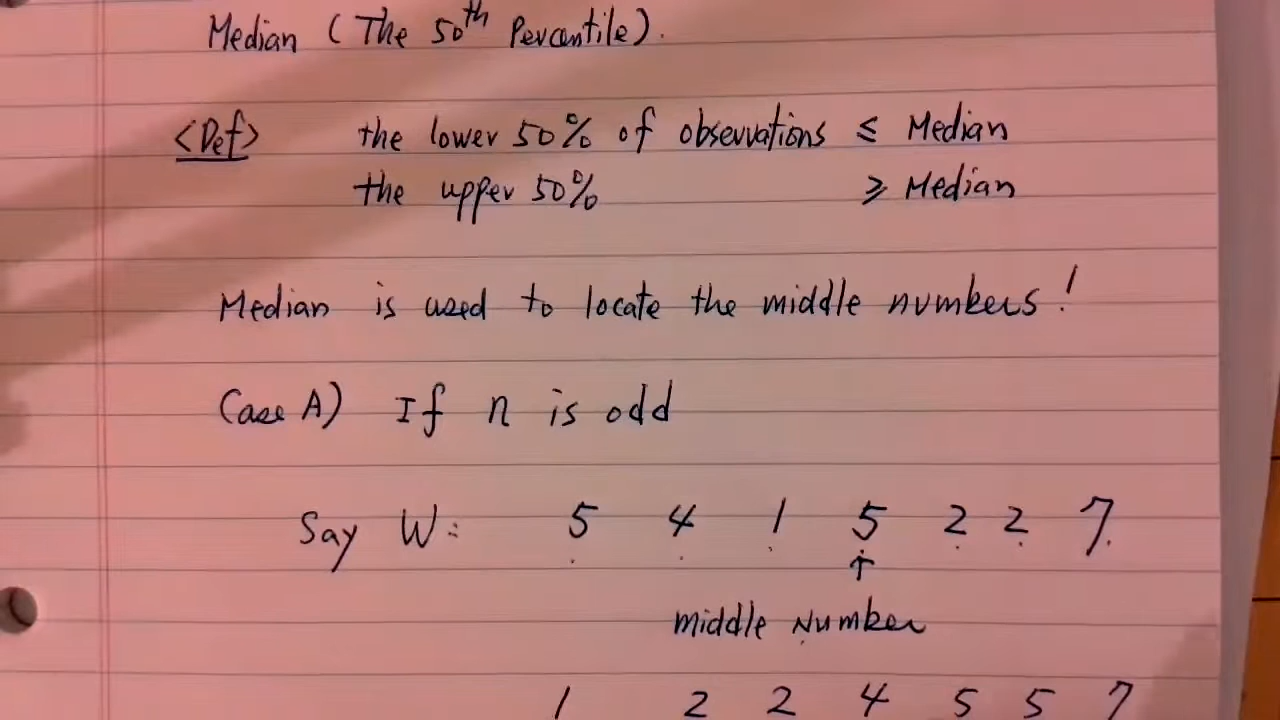 Median (The 50th Percentile).
<Def> the lower 50% of observations ≤ Median
the upper 50% ≥ Median
Median is used to locate the middle numbers!
Case A) If n is odd
Say W: 5 4 1 5 2 2 7
↑
middle Number
1 2 2 4 5 5 7